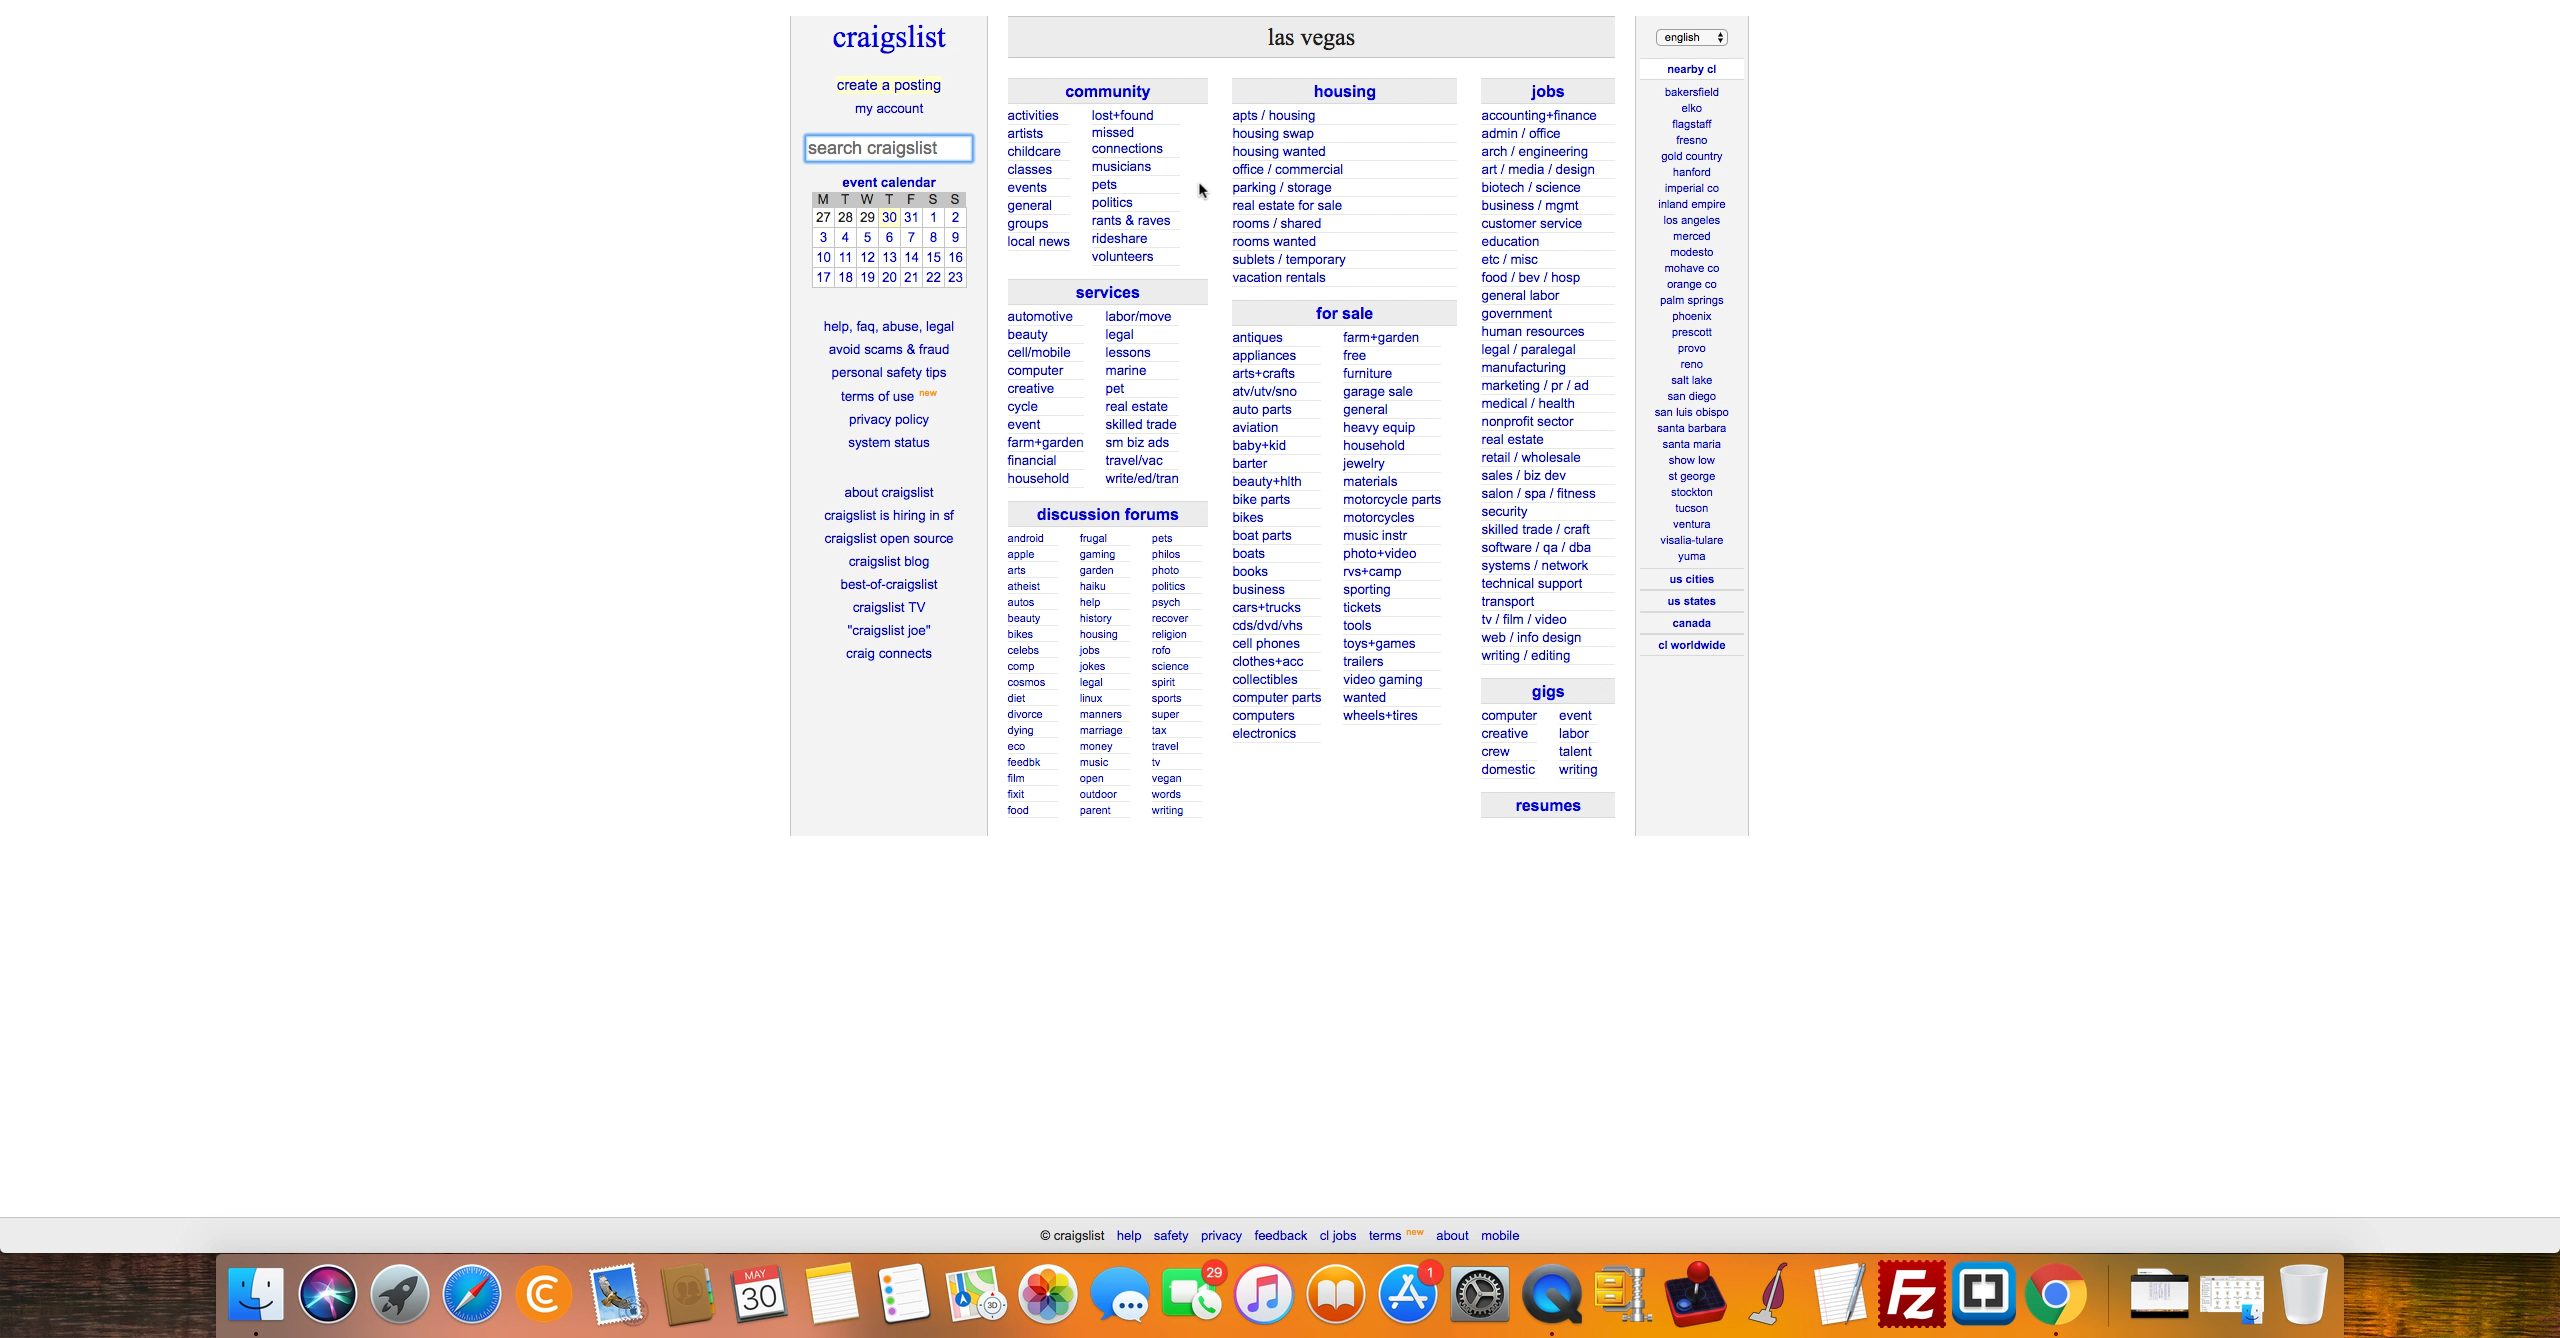 craigslist
create a posting
my account
search craigslist
event calendar
M T W T F S S
27 28 29 30 31 1 2
3 4 5 6 7 8 9
10 11 12 13 14 15 16
17 18 19 20 21 22 23
help, faq, abuse, legal
avoid scams & fraud
personal safety tips
terms of use new
privacy policy
system status
about craigslist
craigslist is hiring in sf
craigslist open source
craigslist blog
best-of-craigslist
craigslist TV
"craigslist joe"
craig connects
las vegas
community
activities
artists
childcare
classes
events
general
groups
local news
lost+found
missed
connections
musicians
pets
politics
rants & raves
rideshare
volunteers
services
automotive
beauty
cell/mobile
computer
creative
cycle
event
farm+garden
financial
household
labor/move
legal
lessons
marine
pet
real estate
skilled trade
sm biz ads
travel/vac
write/ed/tran
discussion forums
android
apple
arts
atheist
autos
beauty
bikes
celebs
comp
cosmos
diet
divorce
dying
eco
feedbk
film
fixit
food
frugal
gaming
garden
haiku
help
history
housing
jobs
jokes
legal
linux
manners
marriage
money
music
open
outdoor
parent
pets
philos
photo
politics
psych
recover
religion
rofo
science
spirit
sports
super
tax
travel
tv
vegan
words
writing
housing
apts / housing
housing swap
housing wanted
office / commercial
parking / storage
real estate for sale
rooms / shared
rooms wanted
sublets / temporary
vacation rentals
for sale
antiques
appliances
arts+crafts
atv/utv/sno
auto parts
aviation
baby+kid
barter
beauty+hlth
bike parts
bikes
boat parts
boats
books
business
cars+trucks
cds/dvd/vhs
cell phones
clothes+acc
collectibles
computer parts
computers
electronics
farm+garden
free
furniture
garage sale
general
heavy equip
household
jewelry
materials
motorcycle parts
motorcycles
music instr
photo+video
rvs+camp
sporting
tickets
tools
toys+games
trailers
video gaming
wanted
wheels+tires
jobs
accounting+finance
admin / office
arch / engineering
art / media / design
biotech / science
business / mgmt
customer service
education
etc / misc
food / bev / hosp
general labor
government
human resources
legal / paralegal
manufacturing
marketing / pr / ad
medical / health
nonprofit sector
real estate
retail / wholesale
sales / biz dev
salon / spa / fitness
security
skilled trade / craft
software / qa / dba
systems / network
technical support
transport
tv / film / video
web / info design
writing / editing
gigs
computer
creative
crew
domestic
event
labor
talent
writing
resumes
english
nearby cl
bakersfield
elko
flagstaff
fresno
gold country
hanford
imperial co
inland empire
los angeles
merced
modesto
mohave co
orange co
palm springs
phoenix
prescott
provo
reno
salt lake
san diego
san luis obispo
santa barbara
santa maria
show low
st george
stockton
tucson
ventura
visalia-tulare
yuma
us cities
us states
canada
cl worldwide
© craigslist help safety privacy feedback cl jobs terms new about mobile
MAY
30
3D
29
1
Fz